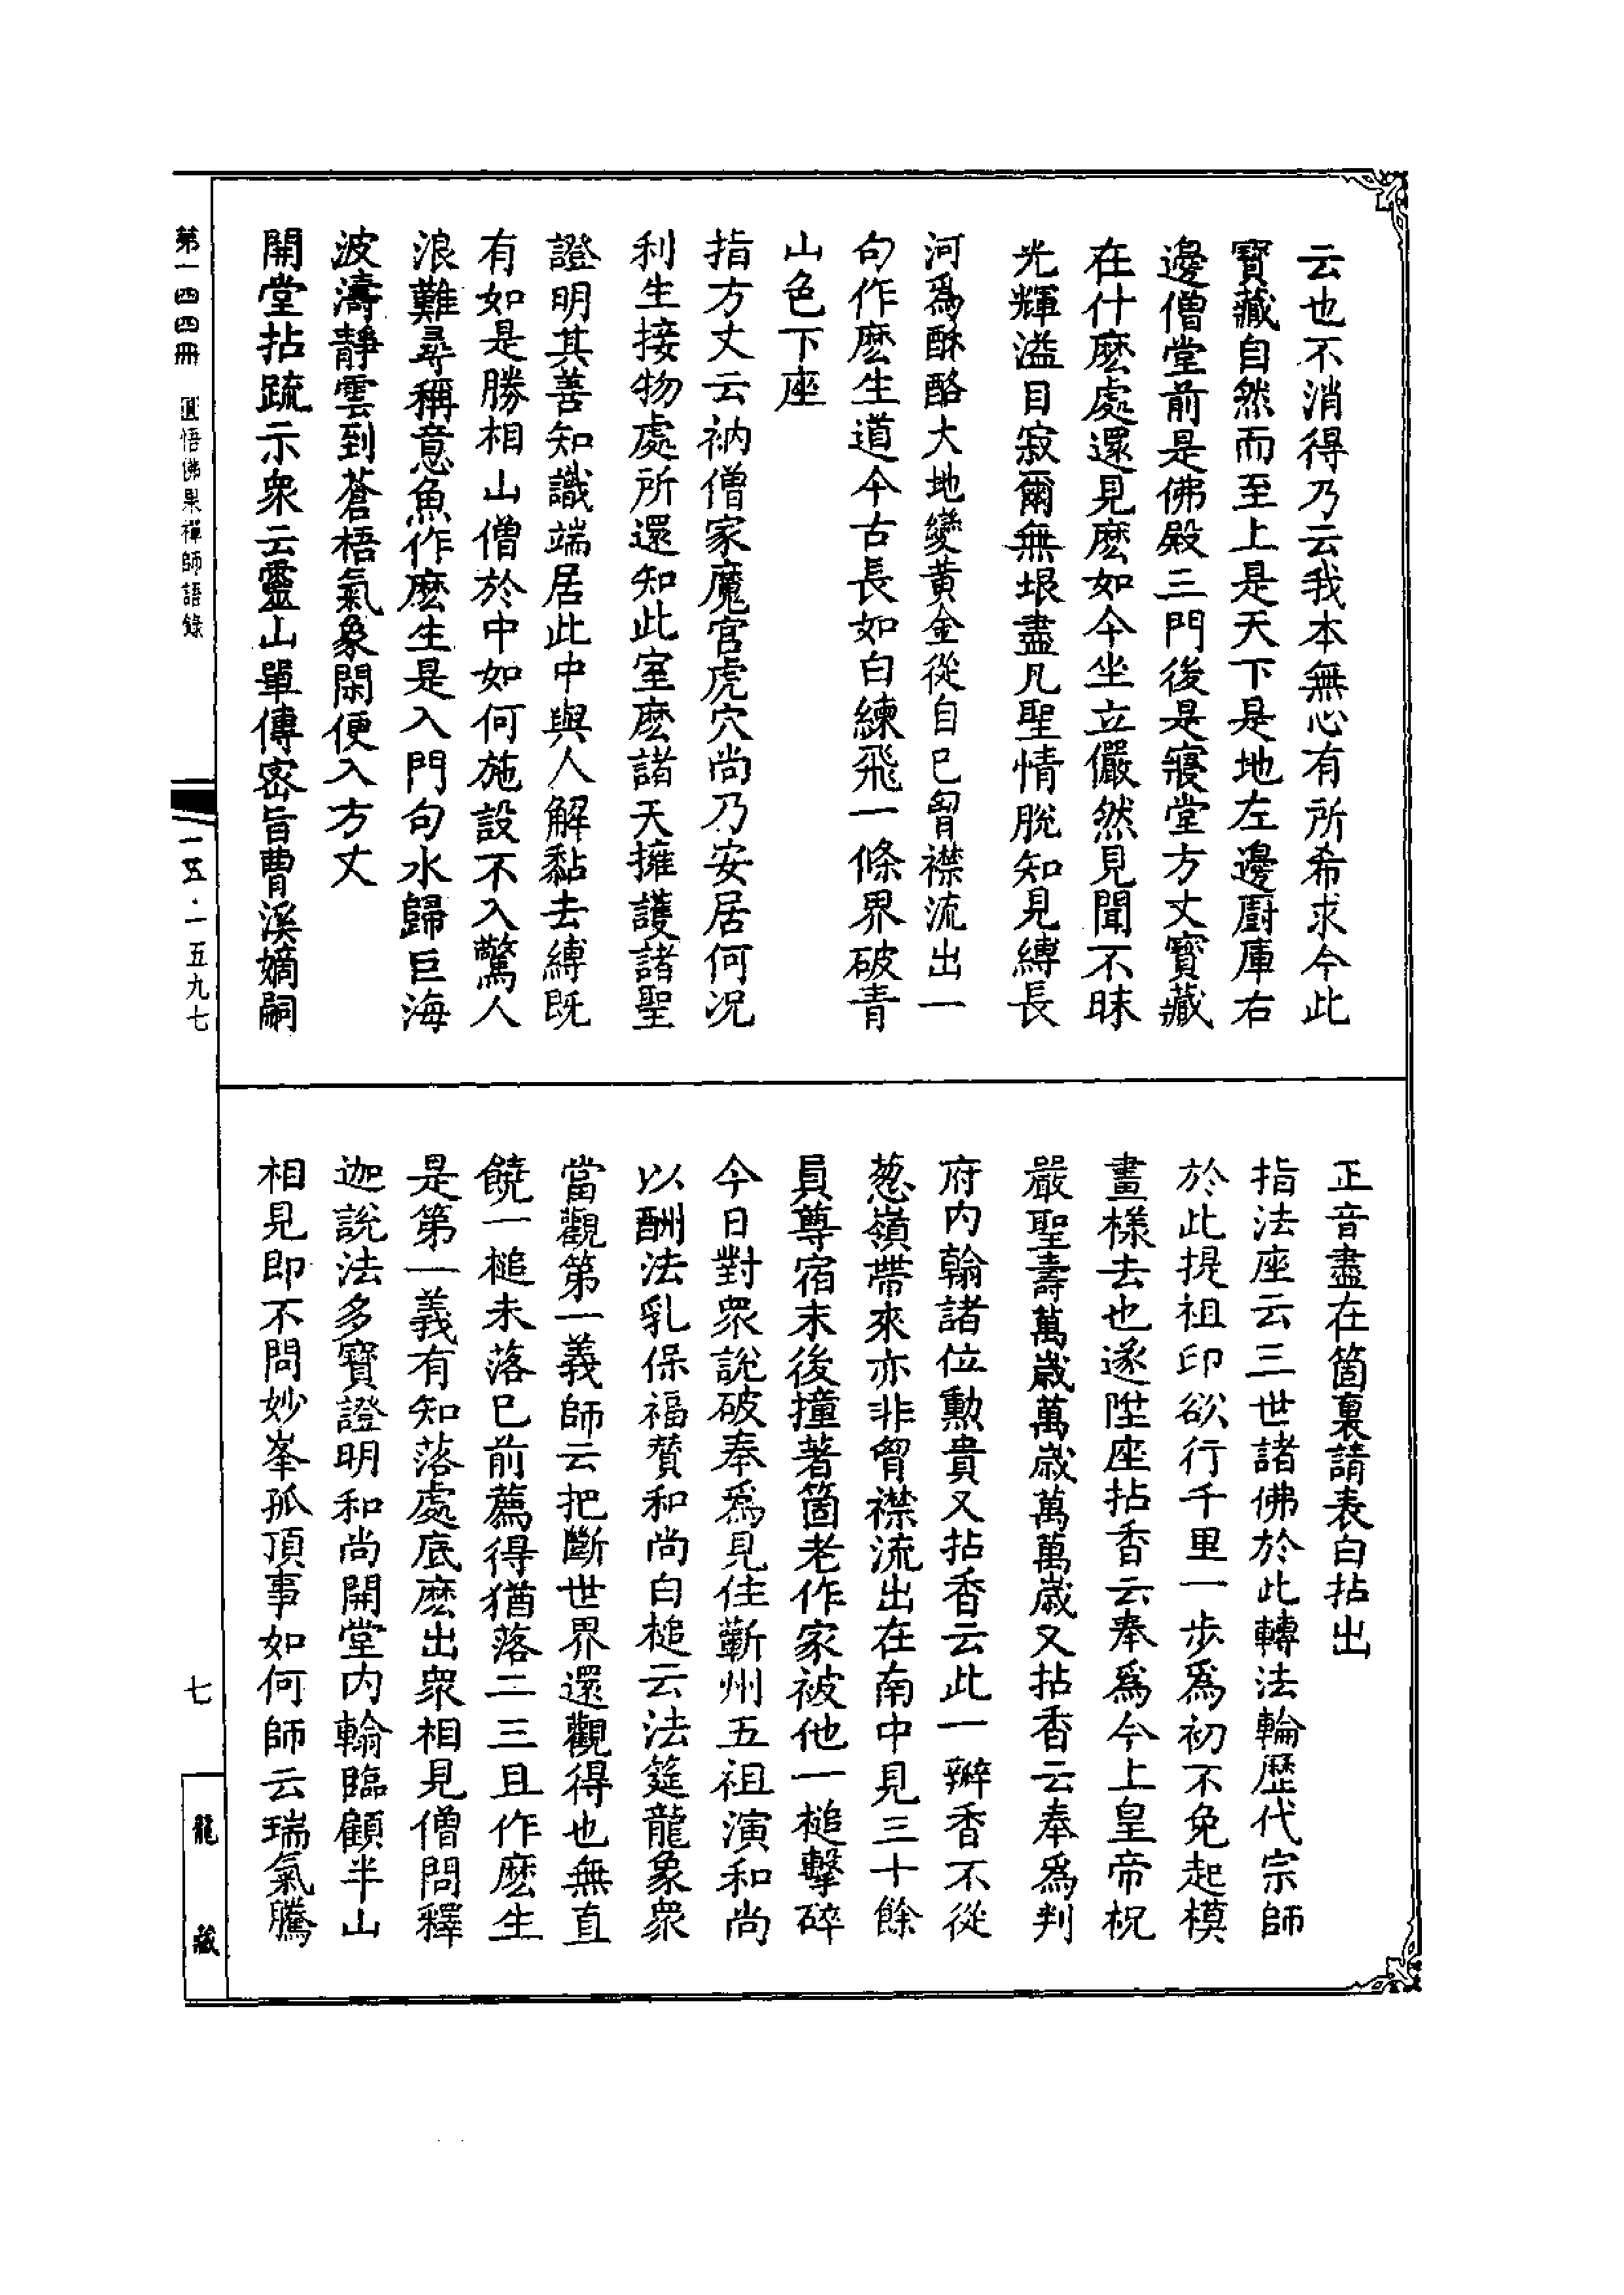 云也不消得乃云我本無心有所希求今此
寶藏自然而至上是天下是地左邊廚庫右
邊僧堂前是佛殿三門後是寢堂方丈寶藏
在什麽處還見麽如今坐立儼然見聞不昧
光輝溢目寂爾無垠盡凡聖情脫知見縛長
河爲酥酪大地變黃金從自己胷襟流出一
句作麽生道今古長如白練飛一條界破青
山色下座
指方丈云衲僧家魔宫虎穴尚乃安居何况
利生接物處所還知此室麽諸天擁護諸聖
證明其善知識端居此中與人解黏去縛既
有如是勝相山僧於中如何施設不入驚人
浪難尋稱意魚作麽生是入門句水歸巨海
波濤靜雲到蒼梧氣象閑便入方丈
開堂拈疏示衆云靈山單傳密旨曹溪嫡嗣
正音盡在箇裏請表白拈出
指法座云三世諸佛於此轉法輪歷代宗師
於此提祖印欲行千里一步爲初不免起模
畫樣去也遂陞座拈香云奉爲今上皇帝祝
嚴聖壽萬歲萬歲萬萬歲又拈香云奉爲判
府内翰諸位勳貴又拈香云此一瓣香不從
葱嶺帶來亦非胷襟流出在南中見三十餘
員尊宿末後撞著箇老作家被他一槌擊碎
今日對衆說破奉爲見住蘄州五祖演和尚
以酬法乳保福賛和尚白槌云法筵龍象衆
當觀第一義師云把斷世界還觀得也無直
饒一槌未落已前薦得猶落二三且作麽生
是第一義有知落處底麽出衆相見僧問釋
迦說法多寶證明和尚開堂内翰臨顧半山
相見即不問妙峯孤頂事如何師云瑞氣騰
第一四四冊 圓悟佛果禪師語錄
一五·一五九七
七
龍藏